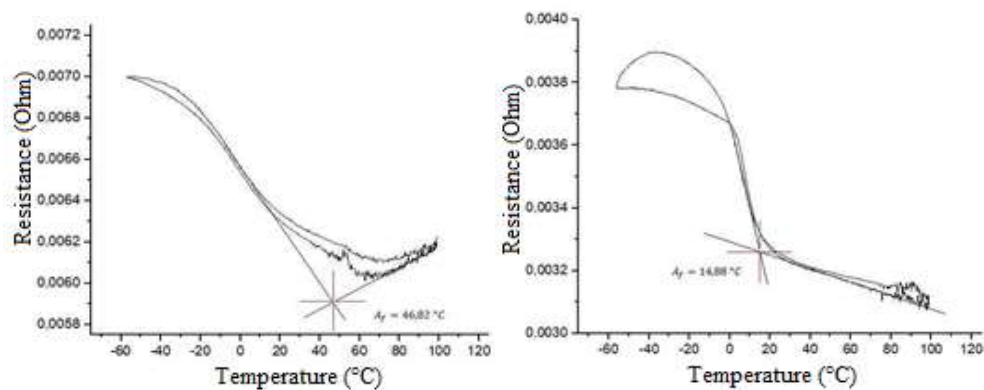 0,0072
0,0070
0,0068
0,0066
0,0064
0,0062
0,0060
0,0058
Resistance (Ohm)
-60 -40 -20 0 20 40 60 80 100
Temperature (°C)
A_f = 46,82 °C
0,0040
0,0038
0,0036
0,0034
0,0032
0,0030
Resistance (Ohm)
-60 -40 -20 0 20 40 60 80 100 120
Temperature (°C)
A_f = 14,88 °C